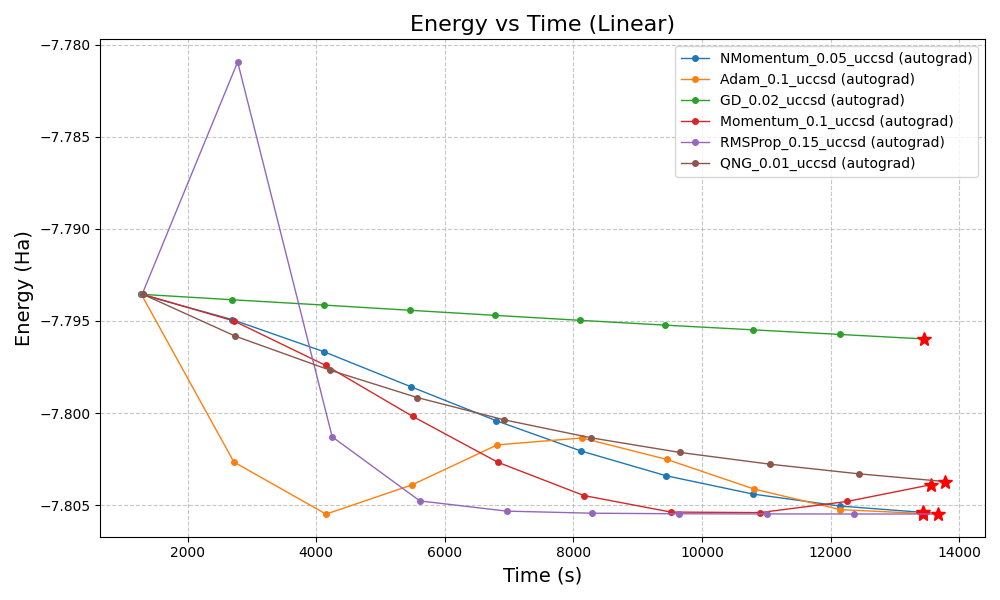 Energy vs Time (Linear)
−7.780
−7.785
−7.790
−7.795
−7.800
−7.805
Energy (Ha)
NMomentum_0.05_uccsd (autograd)
Adam_0.1_uccsd (autograd)
GD_0.02_uccsd (autograd)
Momentum_0.1_uccsd (autograd)
RMSProp_0.15_uccsd (autograd)
QNG_0.01_uccsd (autograd)
2000 4000 6000 8000 10000 12000 14000
Time (s)